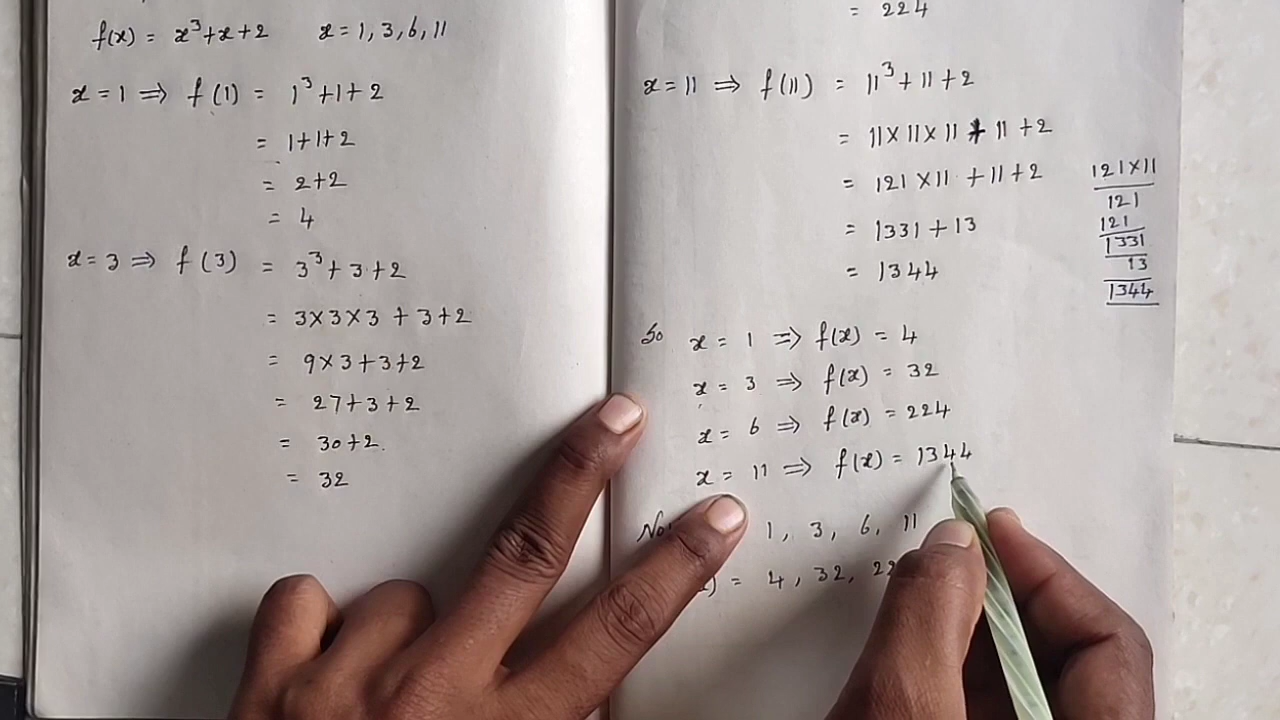 f(x) = x³+x+2 x=1, 3, 6, 11
x=1 ⇒ f(1) = 1³+1+2
= 1+1+2
= 2+2
= 4
x=3 ⇒ f(3) = 3³+3+2
= 3×3×3 + 3+2
= 9×3+3+2
= 27+3+2
= 30+2
= 32
= 224
x=11 ⇒ f(11) = 11³+11+2
= 11×11×11 + 11+2
= 121×11 +11+2
= 1331+13
= 1344
121×11
121
121
1331
13
1344
So x = 1 ⇒ f(x) = 4
x = 3 ⇒ f(x) = 32
x = 6 ⇒ f(x) = 224
x = 11 ⇒ f(x) = 1344
1, 3, 6, 11
) = 4, 32,